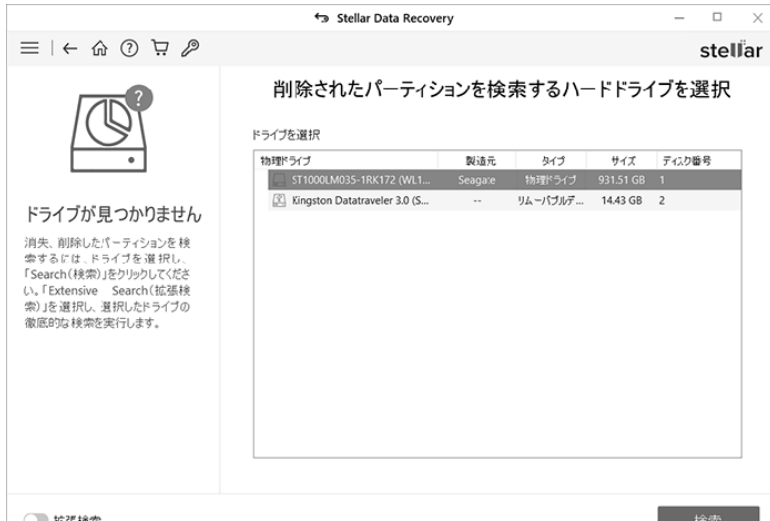 Stellar Data Recovery
stellar
削除されたパーティションを検索するハードドライブを選択
ドライブを選択
物理ドライブ 製造元 タイプ サイズ ディスク番号
ST1000LM035-1RK172 (WL1... Seagate 物理ドライブ 931.51 GB 1
Kingston Datatraveler 3.0 (S... -- リムーバブルデ... 14.43 GB 2
?
ドライブが見つかりません
消失、削除したパーティションを検
索するには、ドライブを選択し、
「Search（検索）」をクリックしてくださ
い。「Extensive Search（拡張検
索）」を選択し、選択したドライブの
徹底的な検索を実行します。
拡張検索
検索